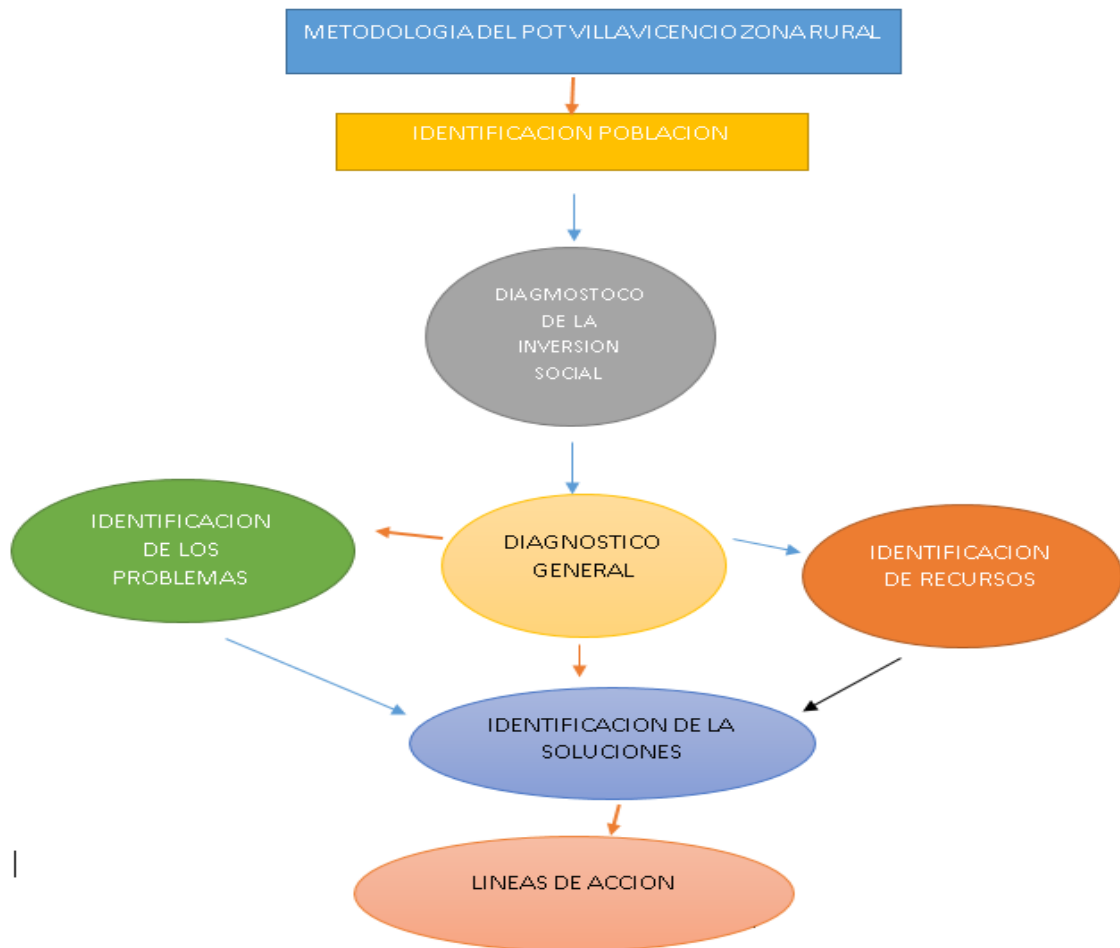 METODOLOGIA DEL POT VILLAVICENCIO ZONA RURAL
IDENTIFICACION POBLACION
DIAGMOSTOCO
DE LA
INVERSION
SOCIAL
IDENTIFICACION
DE LOS
PROBLEMAS
DIAGNOSTICO
GENERAL
IDENTIFICACION
DE RECURSOS
IDENTIFICACION DE LA
SOLUCIONES
LINEAS DE ACCION